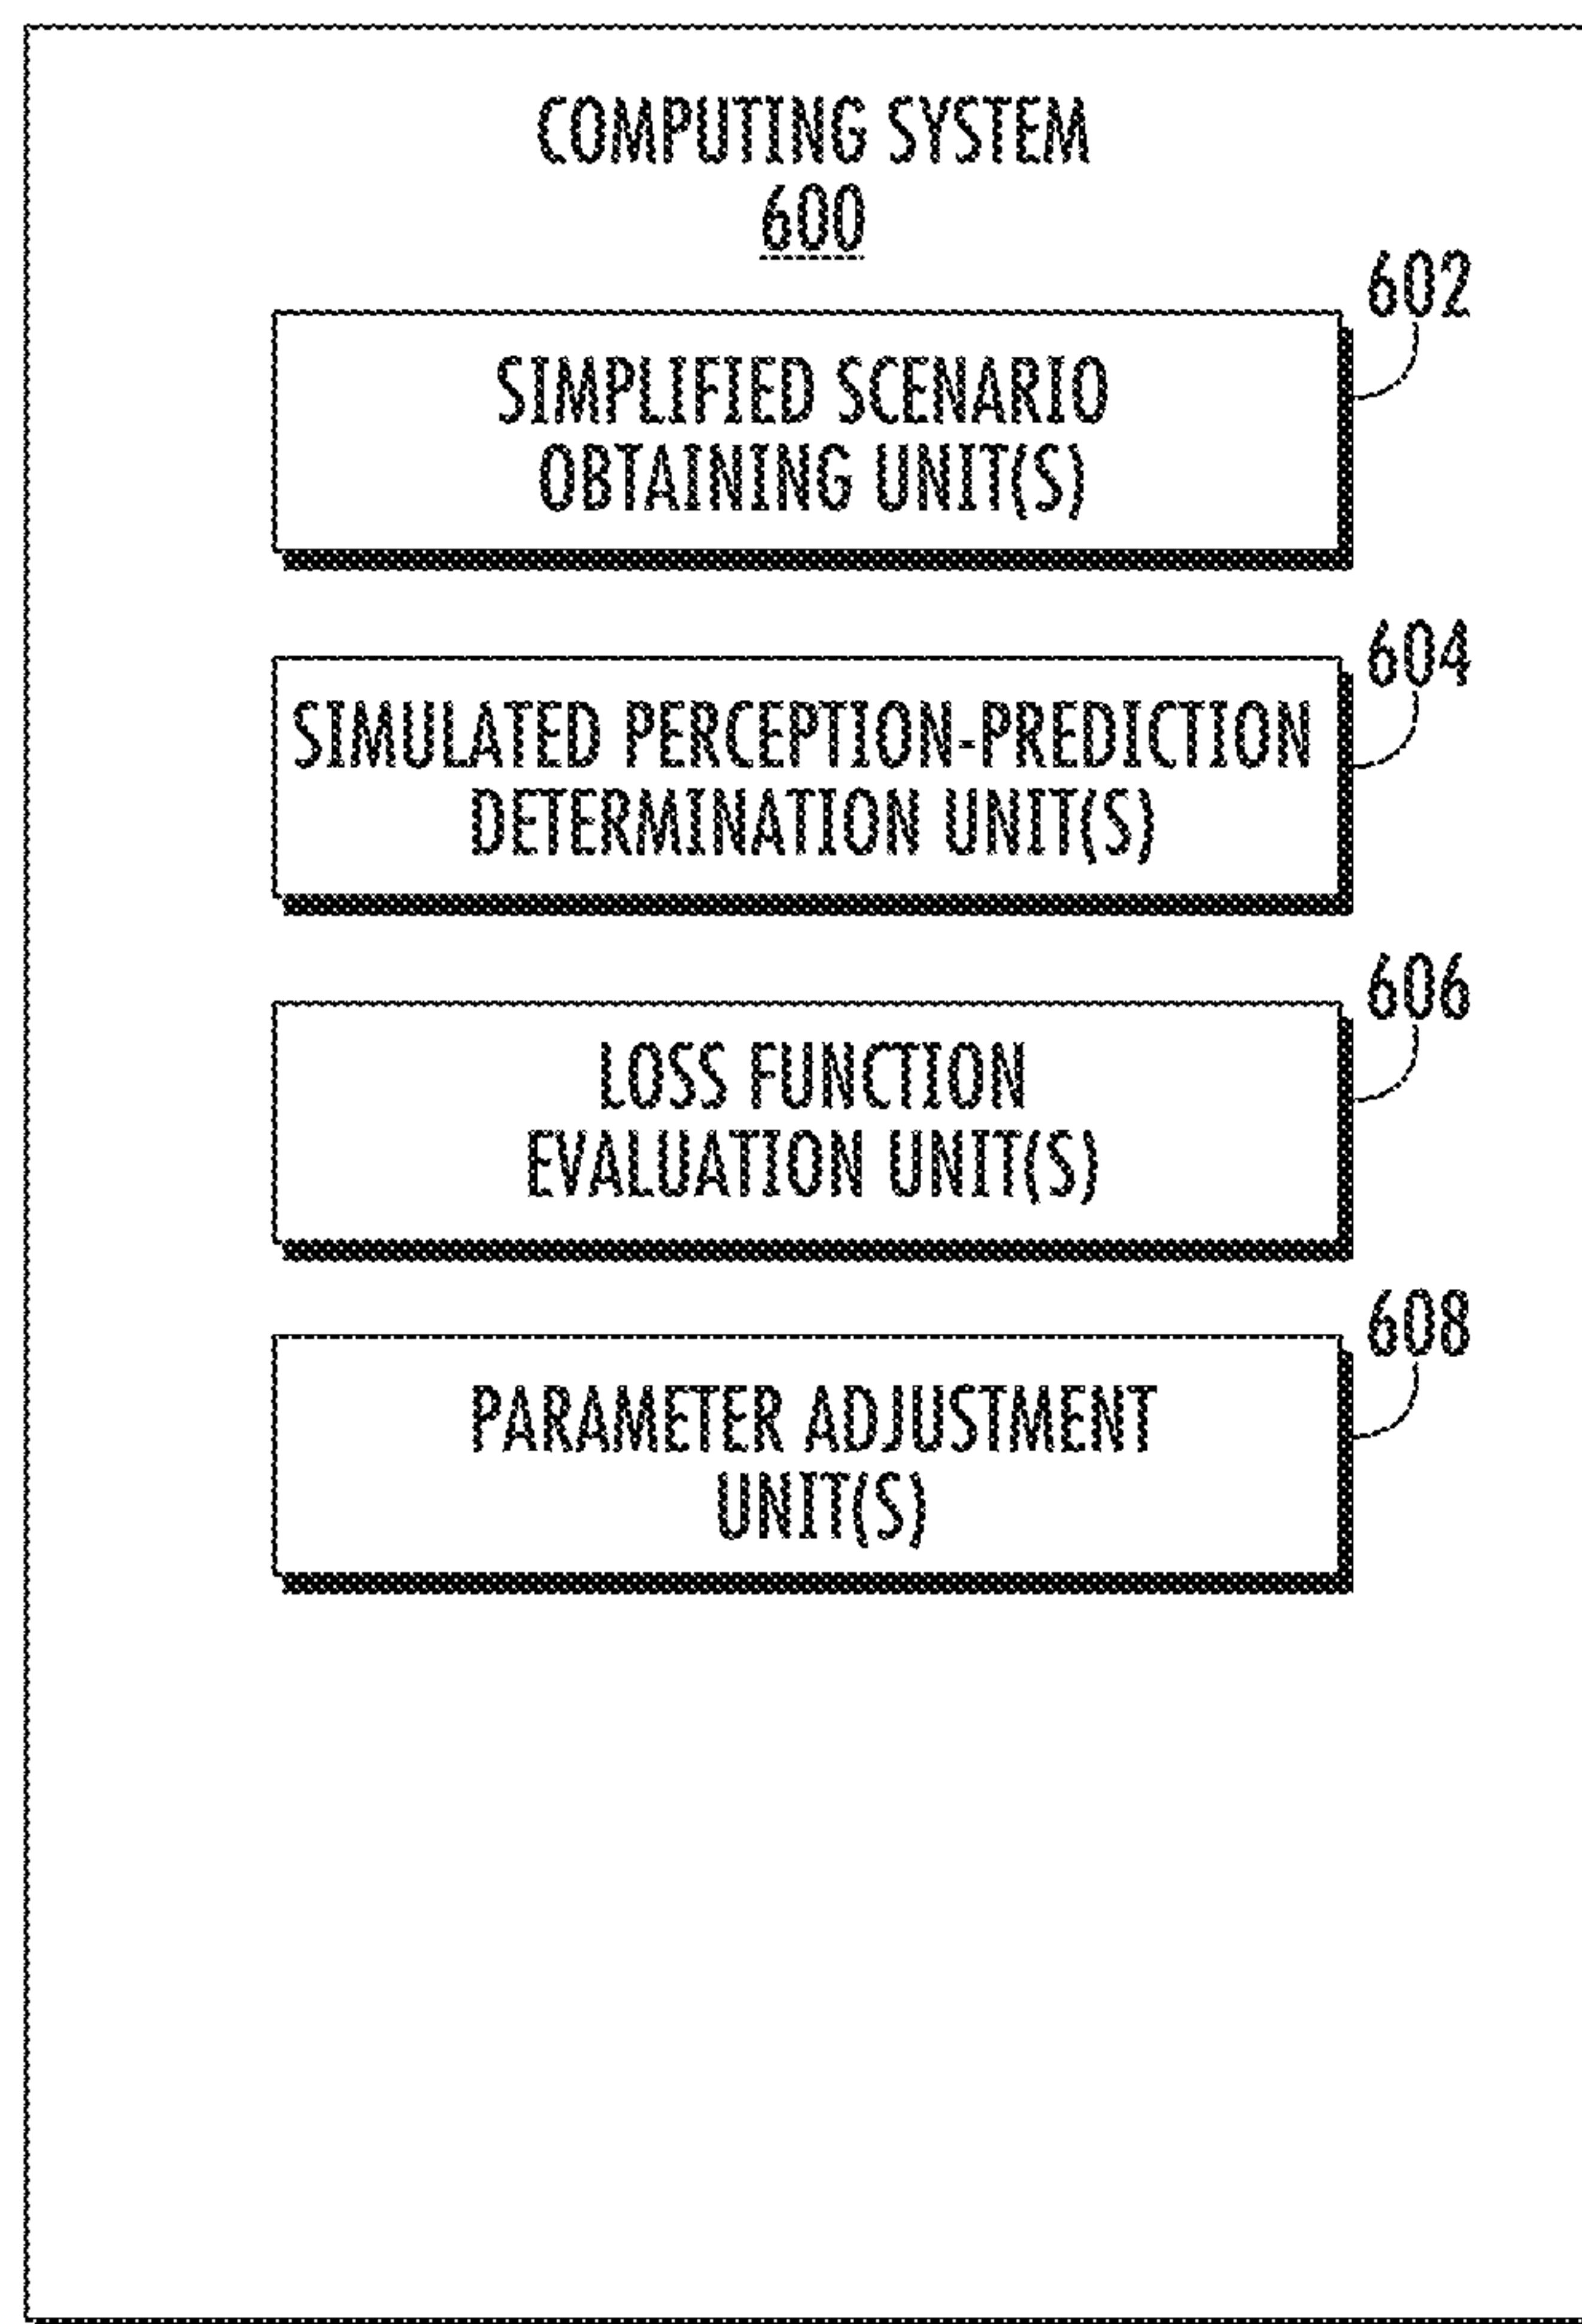 COMPUTING SYSTEM
600
602
SIMPLIFIED SCENARIO
OBTAINING UNIT(S)
604
SIMULATED PERCEPTION-PREDICTION
DETERMINATION UNIT(S)
606
LOSS FUNCTION
EVALUATION UNIT(S)
608
PARAMETER ADJUSTMENT
UNIT(S)